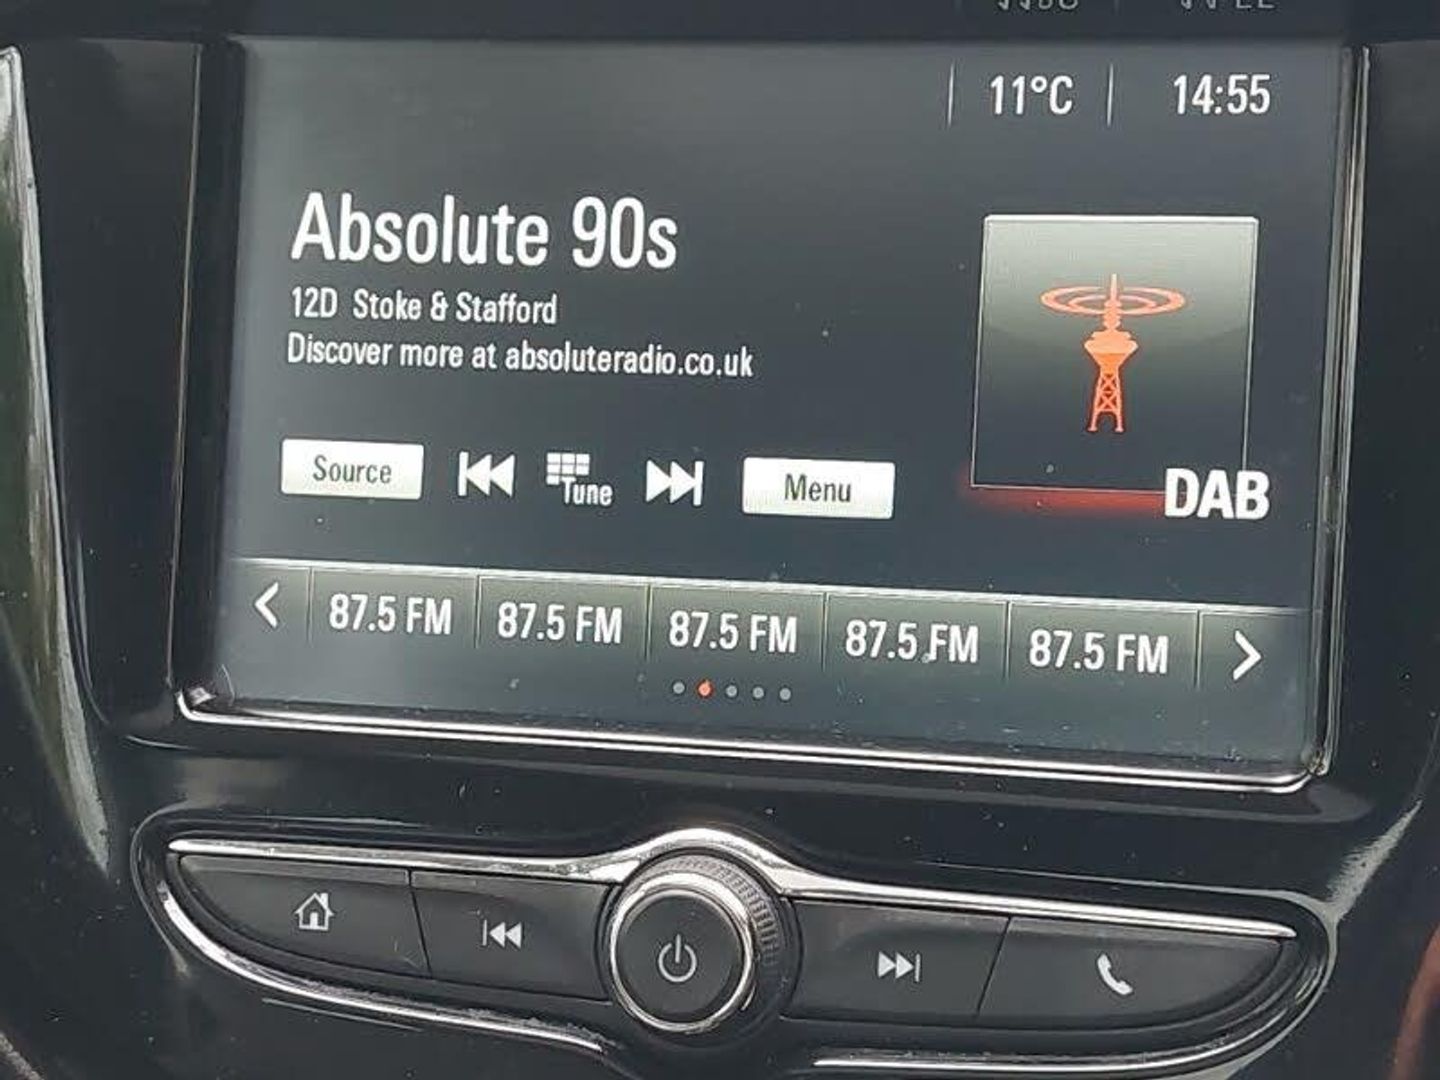 11°C 14:55
Absolute 90s
12D Stoke & Stafford
Discover more at absoluteradio.co.uk
Source Tune Menu
DAB
87.5 FM 87.5 FM 87.5 FM 87.5 FM 87.5 FM